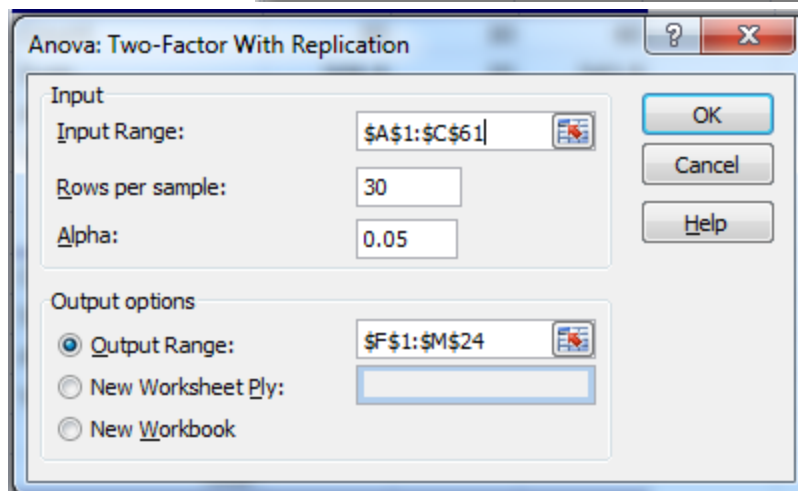 Anova: Two-Factor With Replication
Input
Input Range: $A$1:$C$61
Rows per sample: 30
Alpha: 0.05
OK
Cancel
Help
Output options
Output Range: $F$1:$M$24
New Worksheet Ply:
New Workbook